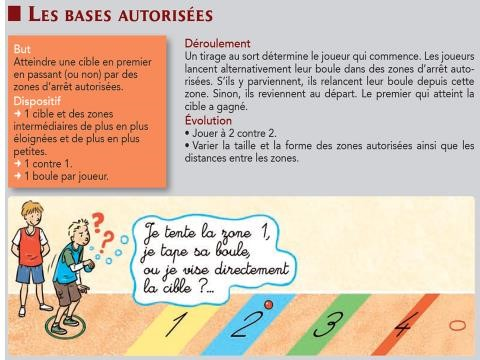 LES BASES AUTORISÉES
But
Atteindre une cible en premier
en passant (ou non) par des
zones d'arrêt autorisées.
Dispositif
➔ 1 cible et des zones
intermédiaires de plus en plus
éloignées et de plus en plus
petites.
➔ 1 contre 1.
➔ 1 boule par joueur.
Déroulement
Un tirage au sort détermine le joueur qui commence. Les joueurs
lancent alternativement leur boule dans des zones d'arrêt auto-
risées. S'ils y parviennent, ils relancent leur boule depuis cette
zone. Sinon, ils reviennent au départ. Le premier qui atteint la
cible a gagné.
Évolution
• Jouer à 2 contre 2.
• Varier la taille et la forme des zones autorisées ainsi que les
distances entre les zones.
??
Je tente la zone 1,
je tape sa boule,
ou je vise directement
la cible ?...
1 2 3 4